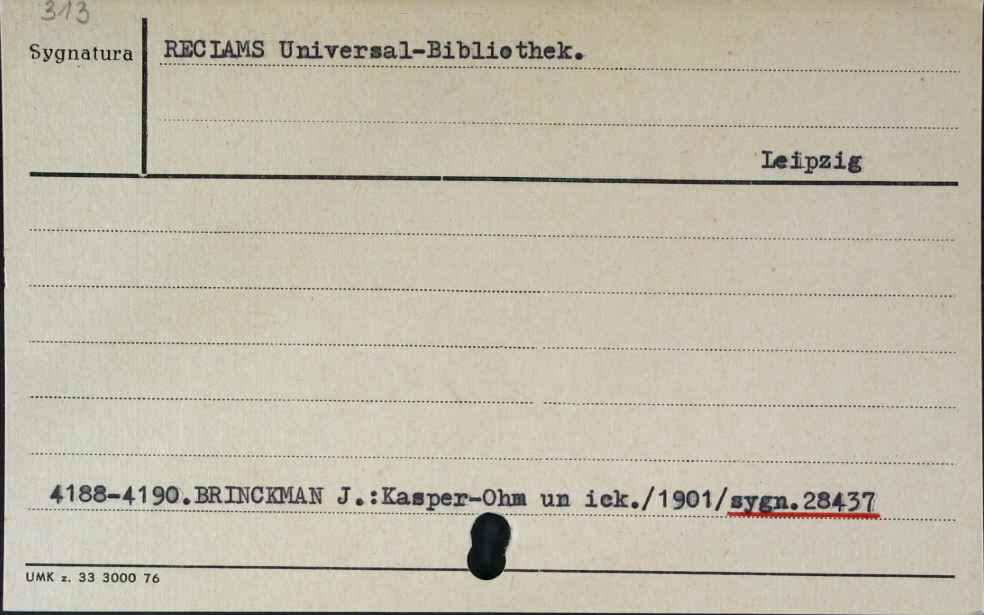 313
Sygnatura
RECLAMS Universal-Bibliothek.
Leipzig
4188-4190.BRINCKMAN J.:Kasper-Ohm un ick./1901/sygn.28437
UMK z. 33 3000 76